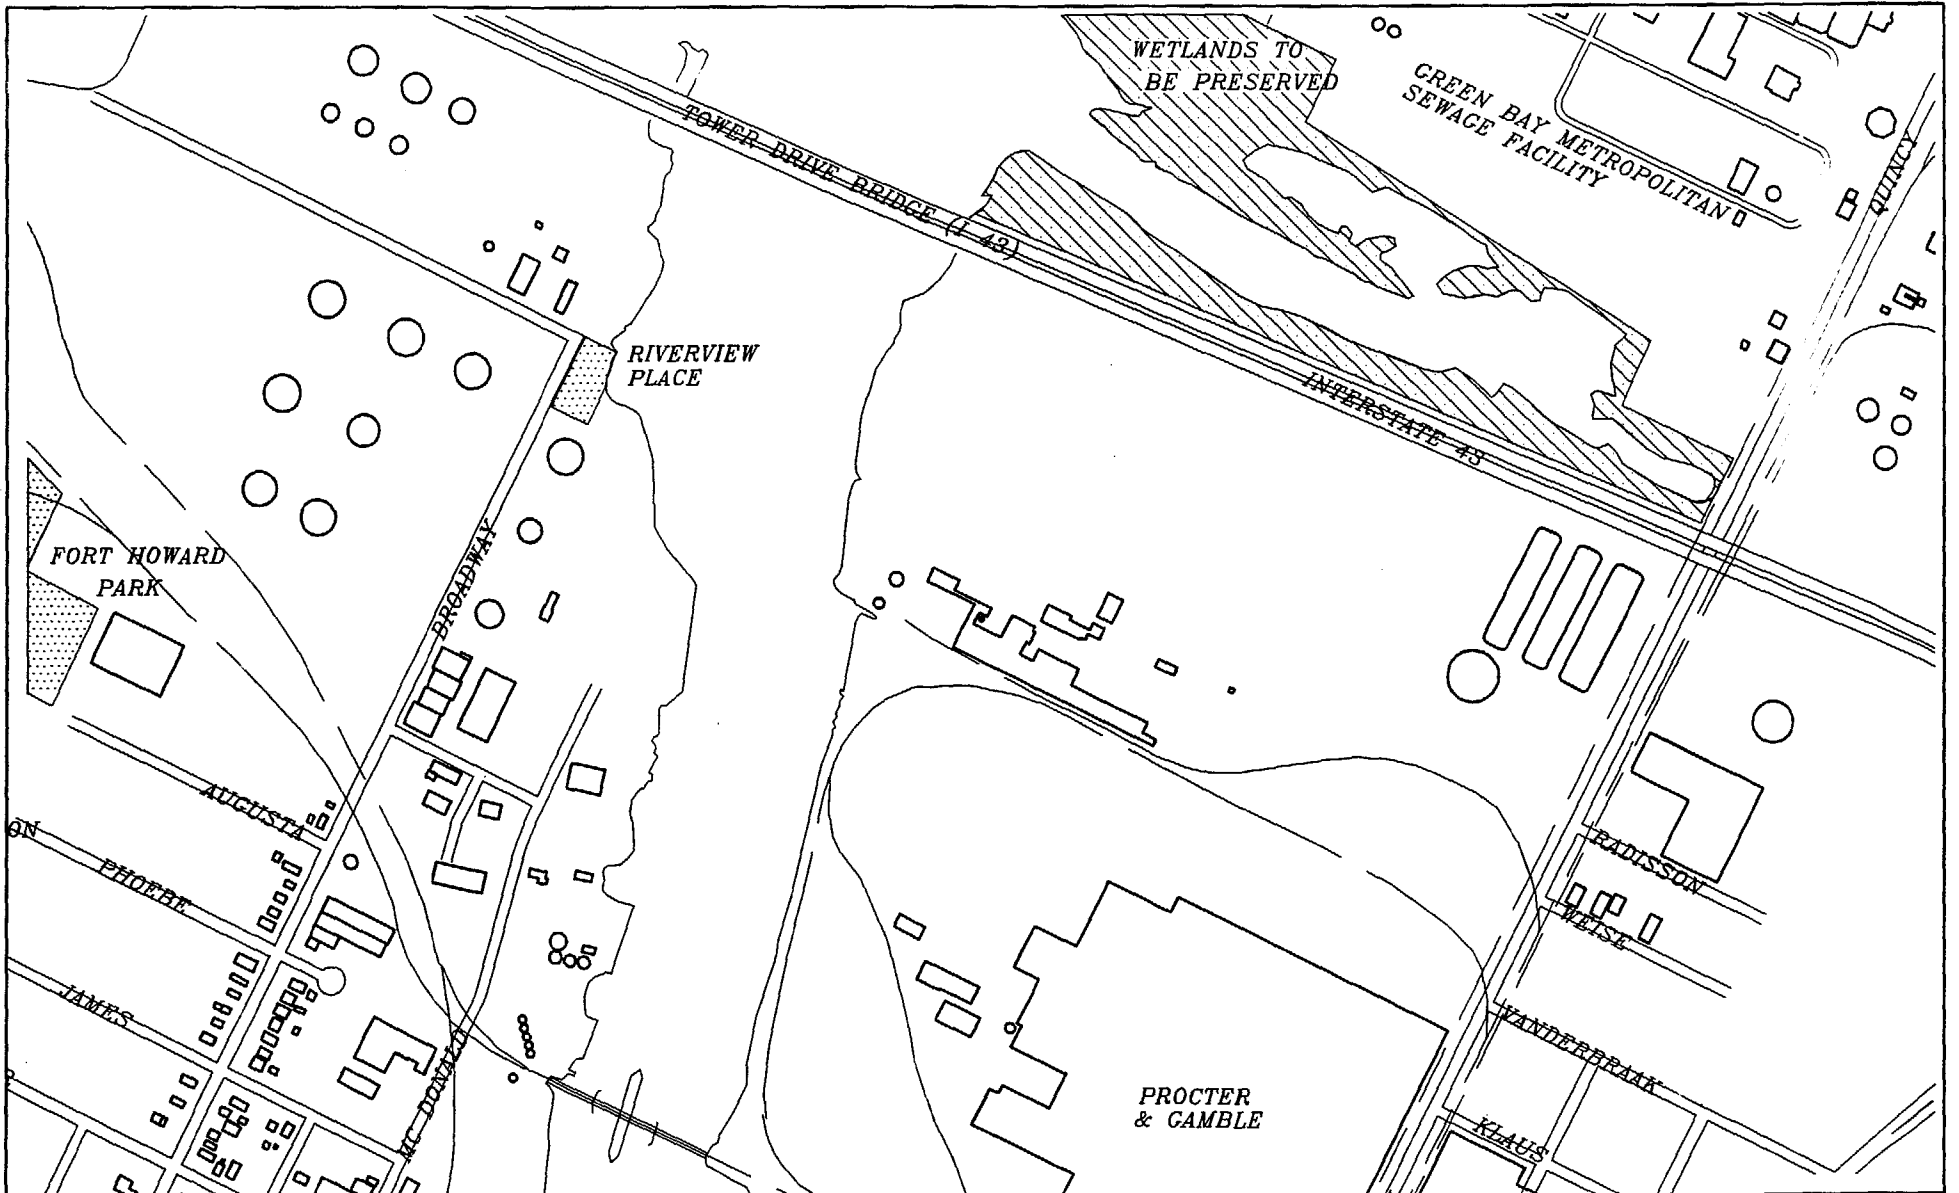 WETLANDS TO
BE PRESERVED
GREEN BAY METROPOLITAN
SEWAGE FACILITY
QUINCY
TOWER DRIVE BRIDGE (I 43)
RIVERVIEW
PLACE
INTERSTATE 43
FORT HOWARD
PARK
BROADWAY
AUGUSTA
ON
PHOEBE
RADISSON
WEISE
JAMES
MC DONALD
VANDERBRAAK
PROCTER
& GAMBLE
KLAUS